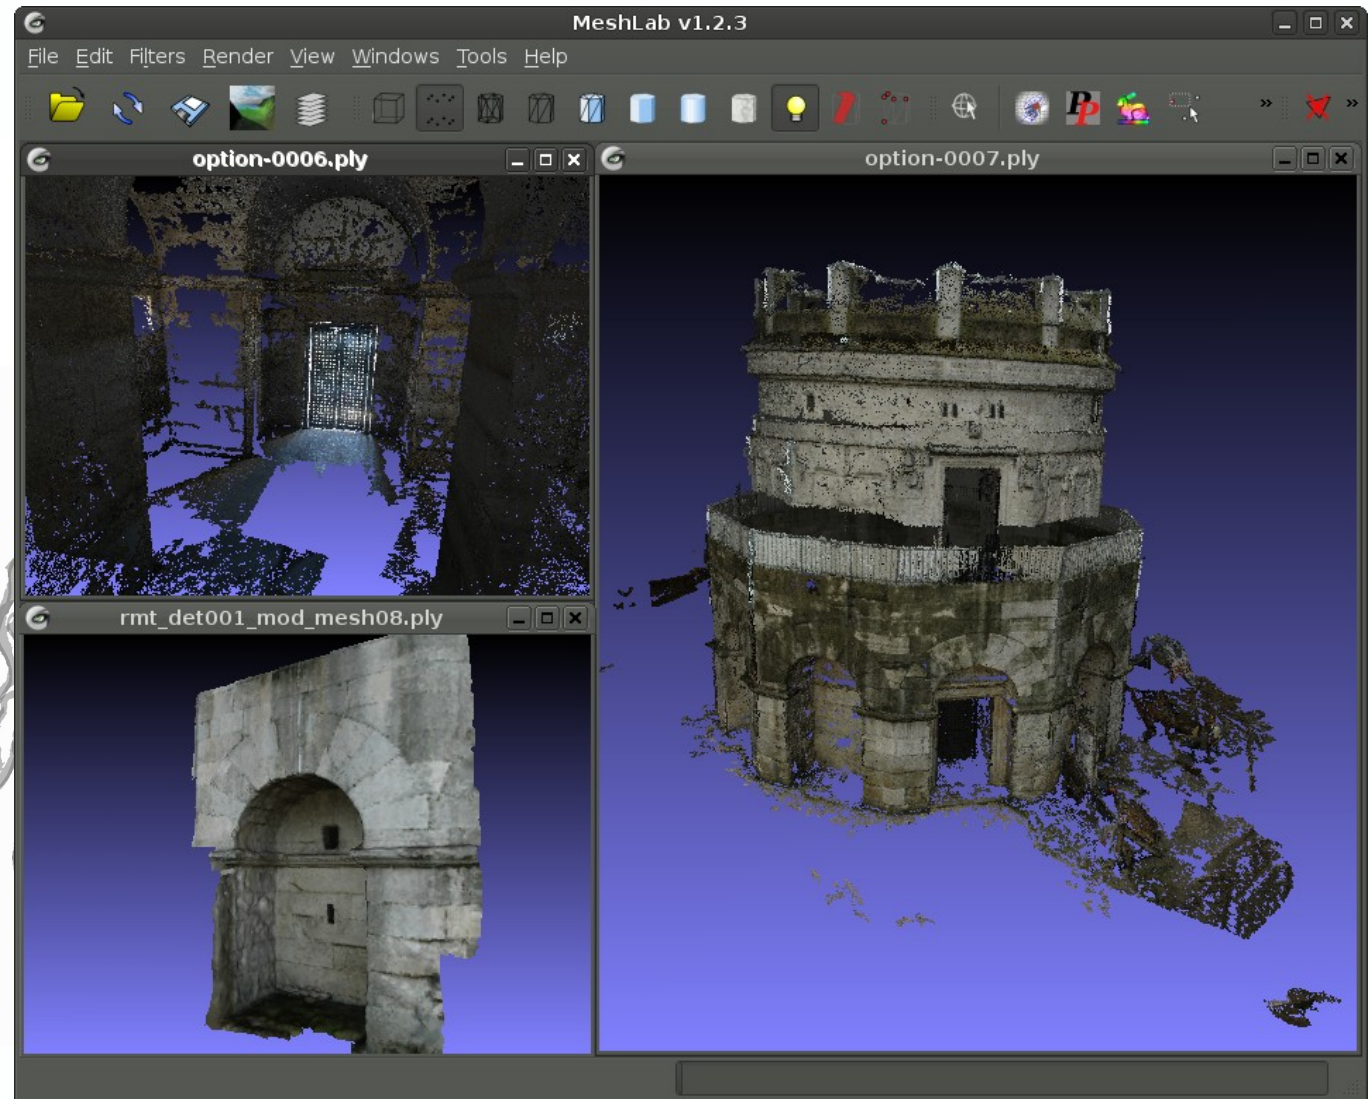 MeshLab v1.2.3
File Edit Filters Render View Windows Tools Help
PP
»
»
option-0006.ply
option-0007.ply
rmt_det001_mod_mesh08.ply